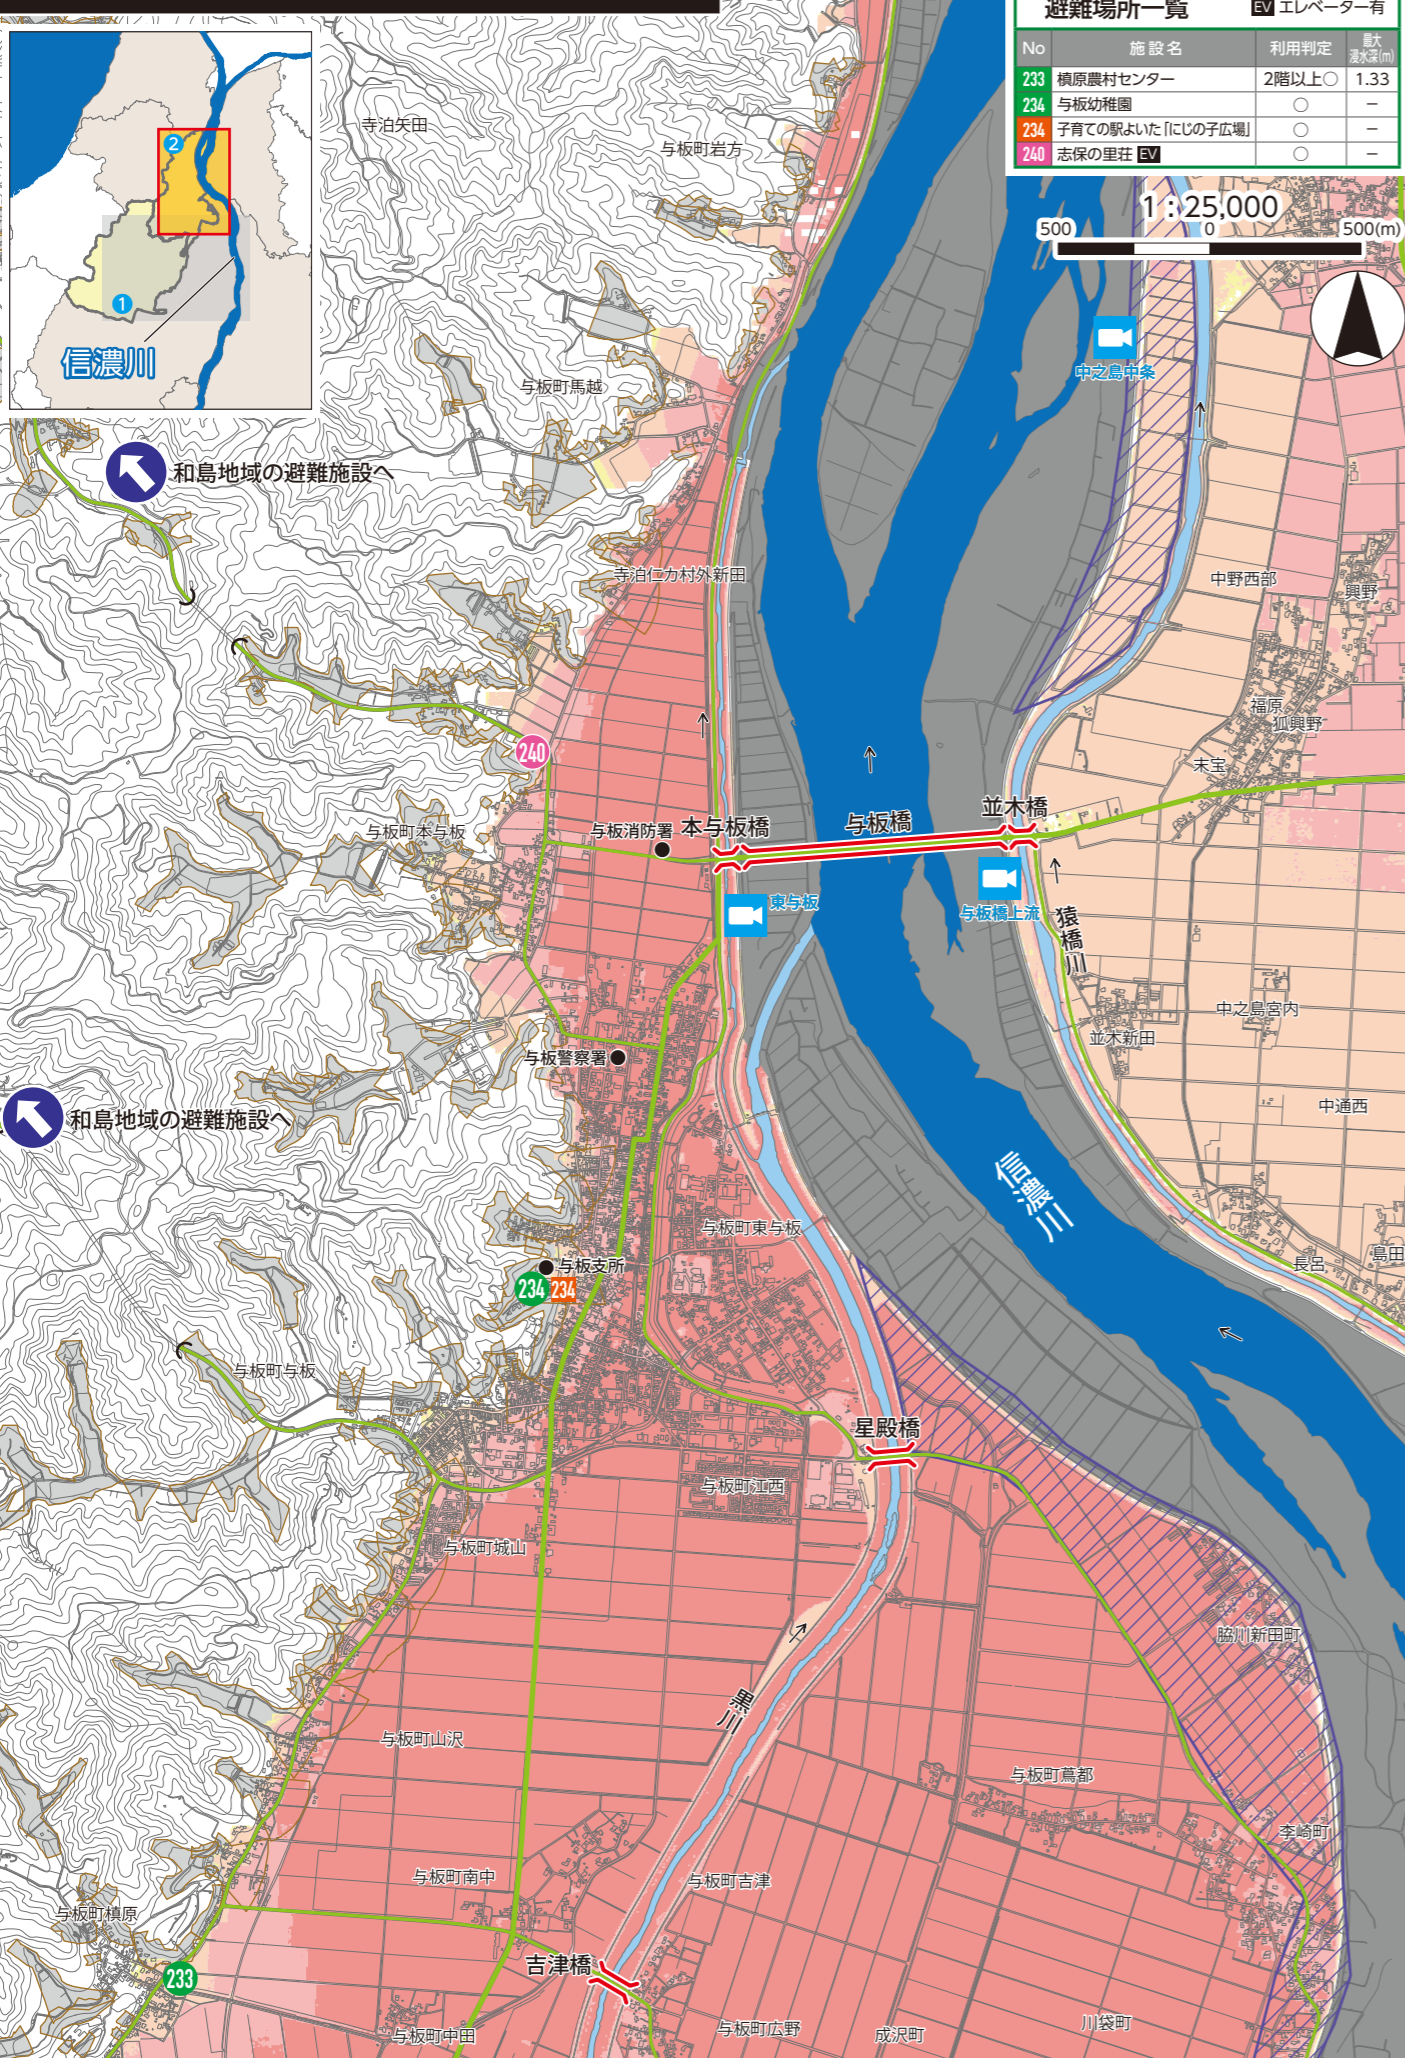 避難場所一覧 EV エレベーター有
No 施設名 利用判定 最大浸水深(m)
233 槙原農村センター 2階以上○ 1.33
234 与板幼稚園 ○ −
234 子育ての駅よいた「にじの子広場」 ○ −
240 志保の里荘 EV ○ −
1:25,000
500 0 500(m)
2
1
信濃川
寺泊矢田
与板町岩方
中之島中条
与板町馬越
和島地域の避難施設へ
寺泊仁カ村外新田
中野西部
興野
福原
狐興野
末宝
240
与板町本与板
与板消防署
本与板橋
与板橋
並木橋
東与板
与板橋上流
猿橋川
中之島宮内
並木新田
与板警察署
中通西
和島地域の避難施設へ
信濃川
与板町東与板
島田
長呂
与板支所
234 234
与板町与板
星殿橋
与板町江西
与板町城山
脇川新田町
黒川
与板町山沢
与板町蔦都
李崎町
与板町南中
与板町吉津
与板町槙原
吉津橋
233
与板町中田
与板町広野
成沢町
川袋町